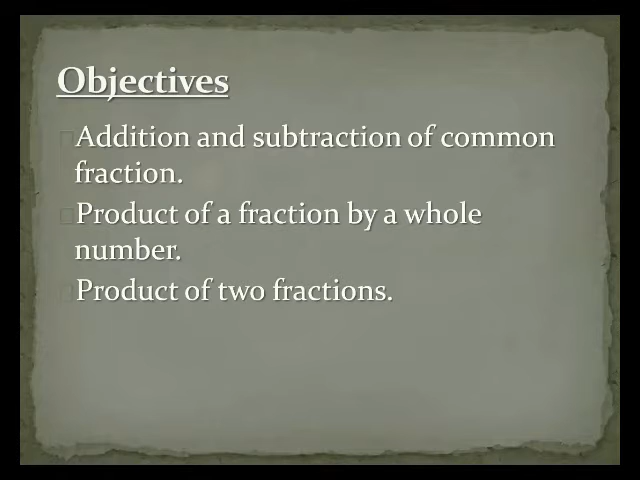 Objectives
Addition and subtraction of common
fraction.
Product of a fraction by a whole
number.
Product of two fractions.